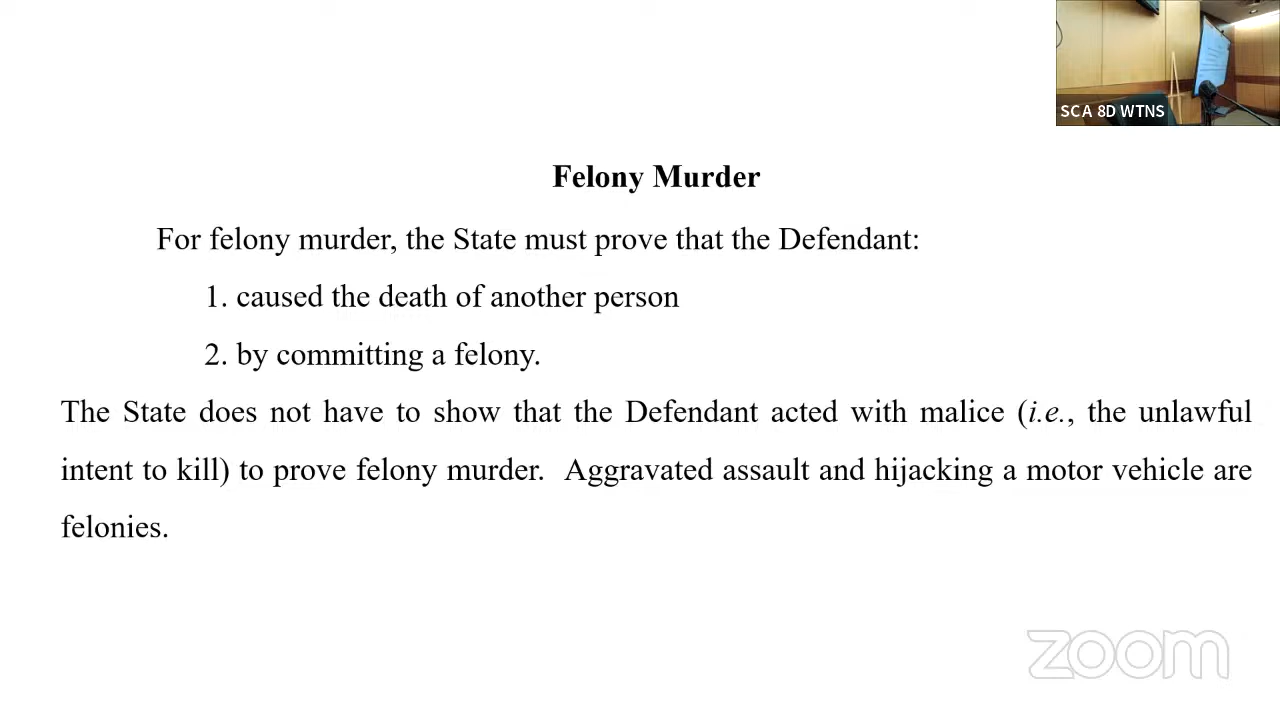 SCA 8D WTNS
Felony Murder
For felony murder, the State must prove that the Defendant:
1. caused the death of another person
2. by committing a felony.
The State does not have to show that the Defendant acted with malice (i.e., the unlawful
intent to kill) to prove felony murder.  Aggravated assault and hijacking a motor vehicle are
felonies.
zoom